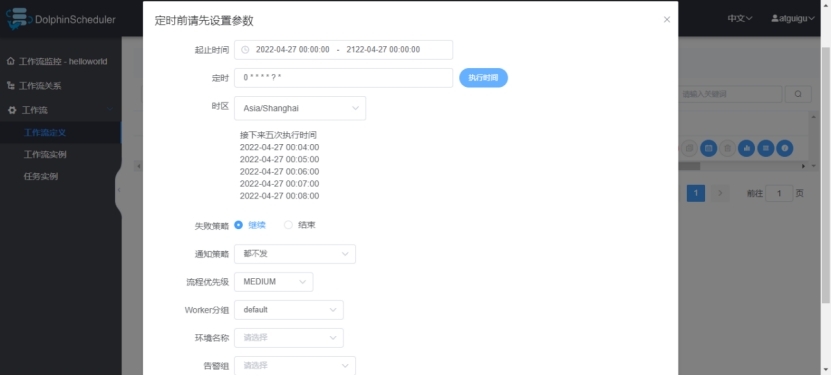 DolphinScheduler
中文
atguigu
定时前请先设置参数
工作流监控 - helloworld
工作流关系
工作流
工作流定义
工作流实例
任务实例
起止时间 2022-04-27 00:00:00 - 2122-04-27 00:00:00
定时 0 * * * * ? * 执行时间
时区 Asia/Shanghai
接下来五次执行时间
2022-04-27 00:04:00
2022-04-27 00:05:00
2022-04-27 00:06:00
2022-04-27 00:07:00
2022-04-27 00:08:00
失败策略 继续 结束
通知策略 都不发
流程优先级 MEDIUM
Worker分组 default
环境名称 请选择
告警组 请选择
请输入关键词
1 前往 1 页